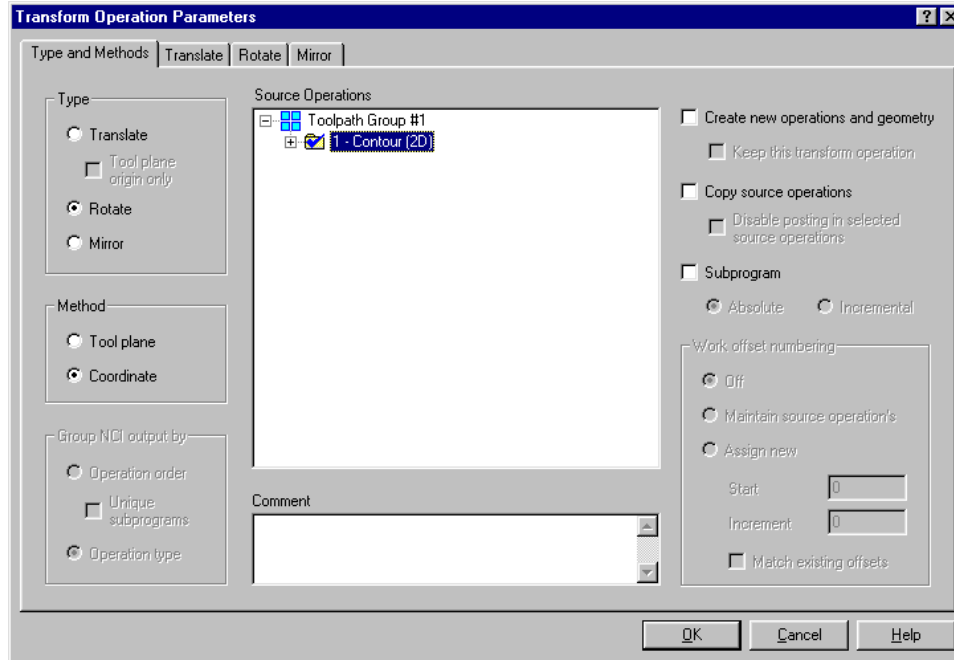 Transform Operation Parameters
Type and Methods
Translate
Rotate
Mirror
Type
Translate
Tool plane
origin only
Rotate
Mirror
Method
Tool plane
Coordinate
Group NCI output by
Operation order
Unique
subprograms
Operation type
Source Operations
Toolpath Group #1
1 - Contour (2D)
Comment
Create new operations and geometry
Keep this transform operation
Copy source operations
Disable posting in selected
source operations
Subprogram
Absolute
Incremental
Work offset numbering
Off
Maintain source operation's
Assign new
Start
0
Increment
0
Match existing offsets
OK
Cancel
Help